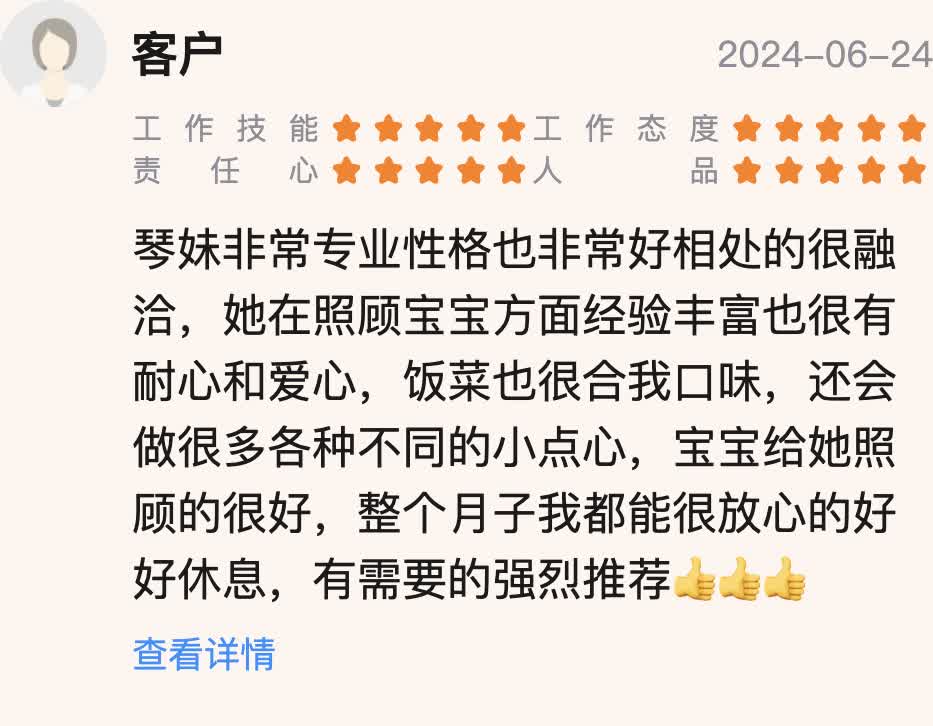 客户
2024-06-24
工作技能 工作态度
责任心 人品
琴妹非常专业性格也非常好相处的很融
洽，她在照顾宝宝方面经验丰富也很有
耐心和爱心，饭菜也很合我口味，还会
做很多各种不同的小点心，宝宝给她照
顾的很好，整个月子我都能很放心的好
好休息，有需要的强烈推荐👍👍👍
查看详情